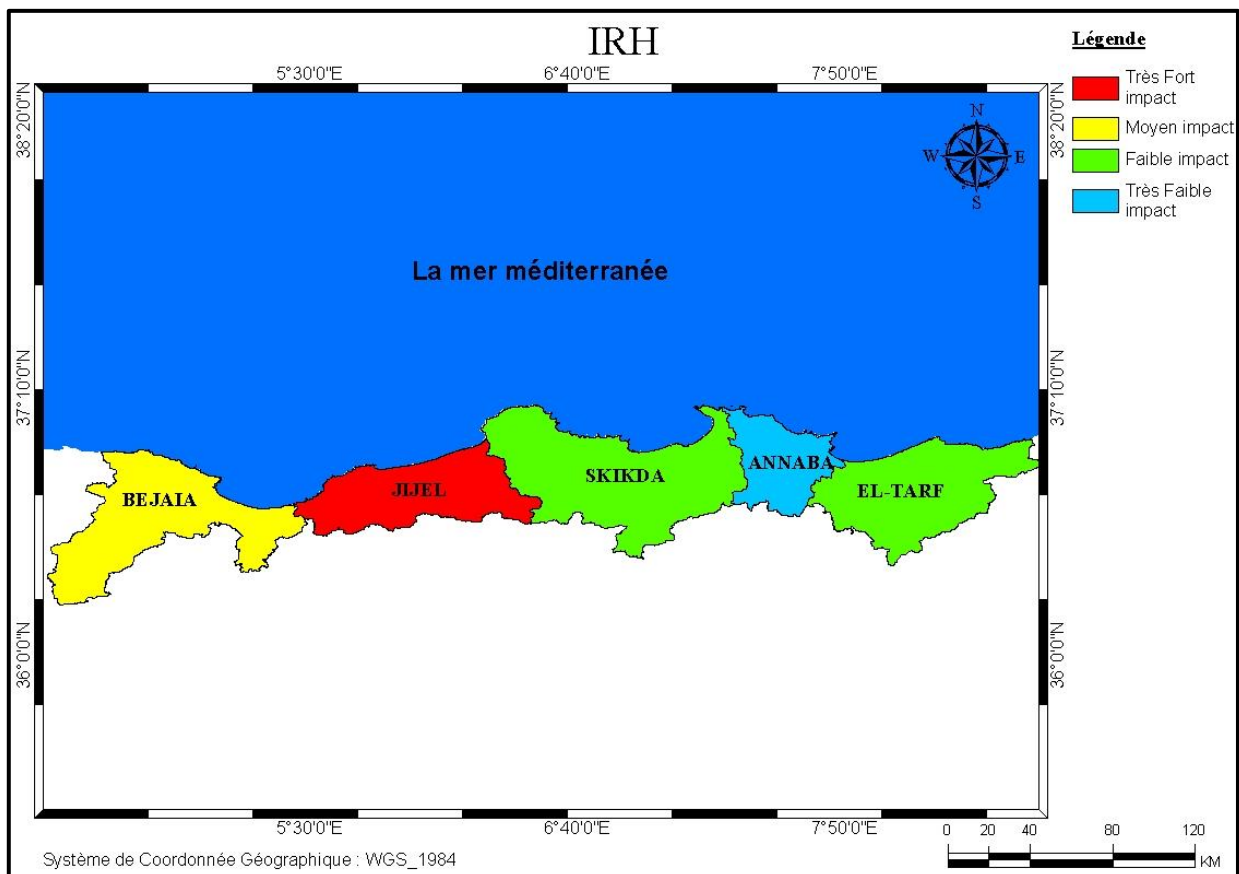 IRH
Légende
Très Fort
impact
Moyen impact
Faible impact
Très Faible
impact
5°30'0"E
6°40'0"E
7°50'0"E
38°20'0"N
38°20'0"N
N
W
E
S
La mer méditerranée
37°10'0"N
37°10'0"N
BEJAIA
JIJEL
SKIKDA
ANNABA
EL-TARF
36°0'0"N
36°0'0"N
5°30'0"E
6°40'0"E
7°50'0"E
0 20 40 80 120
KM
Système de Coordonnée Géographique : WGS_1984